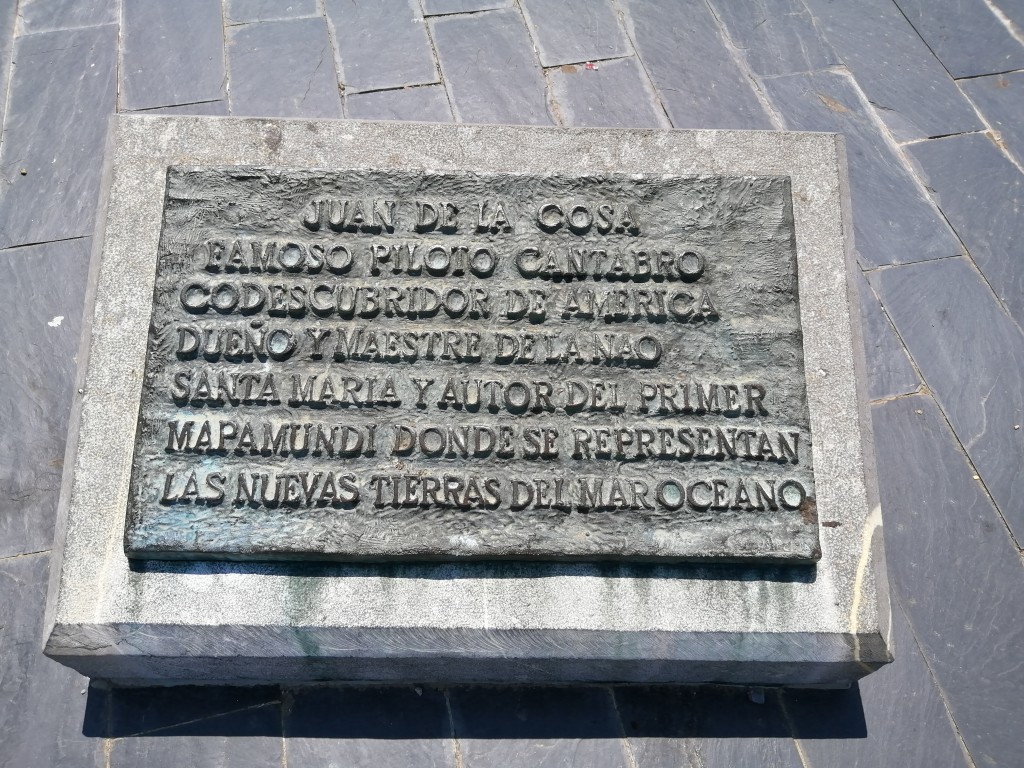 JUAN DE LA COSA
FAMOSO PILOTO CANTABRO
CODESCUBRIDOR DE AMERICA
DUEÑO Y MAESTRE DE LA NAO
SANTA MARIA Y AUTOR DEL PRIMER
MAPAMUNDI DONDE SE REPRESENTAN
LAS NUEVAS TIERRAS DEL MAR OCEANO